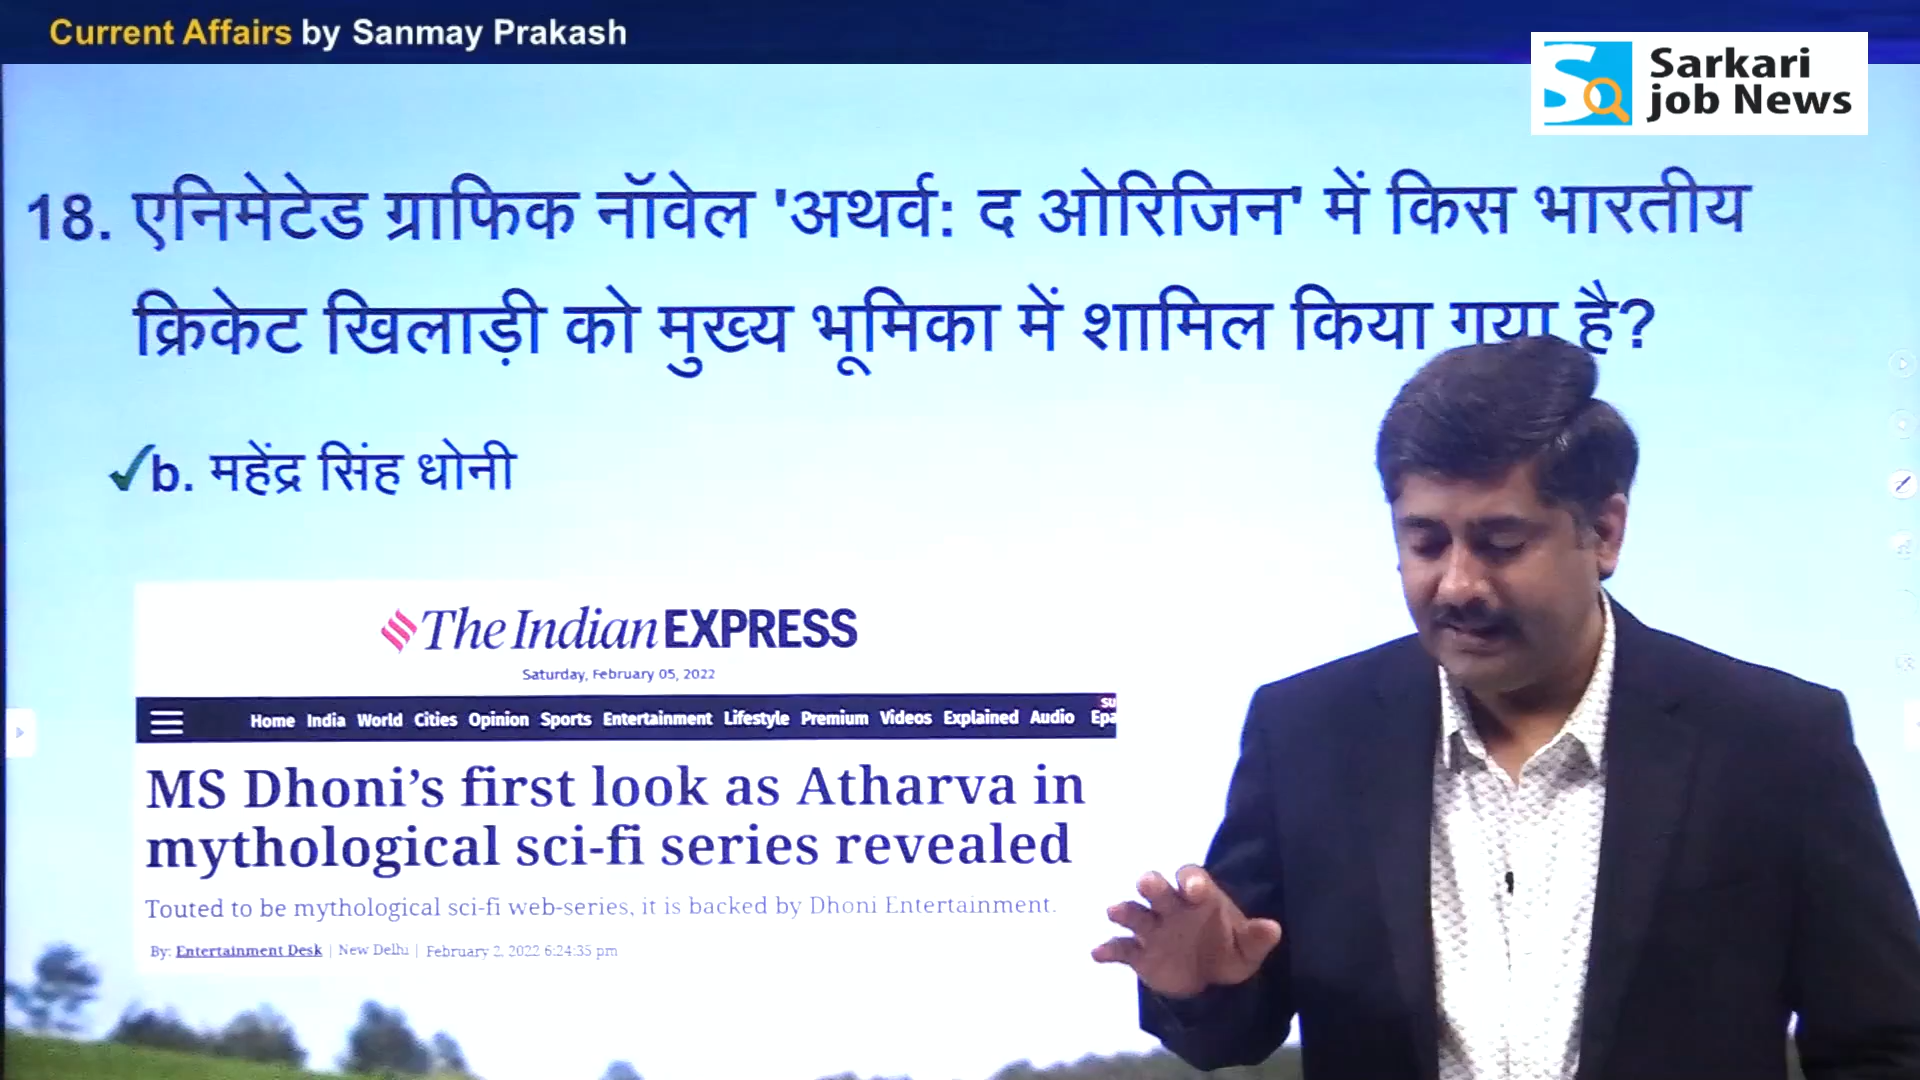 Current Affairs by Sanmay Prakash
Sarkari
job News
18. एनिमेटेड ग्राफिक नॉवेल 'अथर्व: द ओरिजिन' में किस भारतीय
क्रिकेट खिलाड़ी को मुख्य भूमिका में शामिल किया गया है?
✓b. महेंद्र सिंह धोनी
The Indian EXPRESS
Saturday, February 05, 2022
Home India World Cities Opinion Sports Entertainment Lifestyle Premium Videos Explained Audio
MS Dhoni’s first look as Atharva in
mythological sci-fi series revealed
Touted to be mythological sci-fi web-series, it is backed by Dhoni Entertainment.
By: Entertainment Desk | New Delhi | February 2, 2022 6:24:35 pm